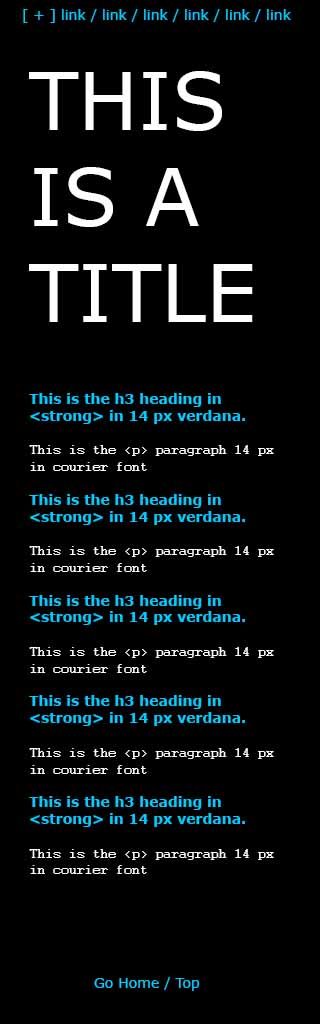 [ + ] link / link / link / link / link / link
THIS
IS A
TITLE
This is the h3 heading in
<strong> in 14 px verdana.
This is the <p> paragraph 14 px
in courier font
This is the h3 heading in
<strong> in 14 px verdana.
This is the <p> paragraph 14 px
in courier font
This is the h3 heading in
<strong> in 14 px verdana.
This is the <p> paragraph 14 px
in courier font
This is the h3 heading in
<strong> in 14 px verdana.
This is the <p> paragraph 14 px
in courier font
This is the h3 heading in
<strong> in 14 px verdana.
This is the <p> paragraph 14 px
in courier font
Go Home / Top